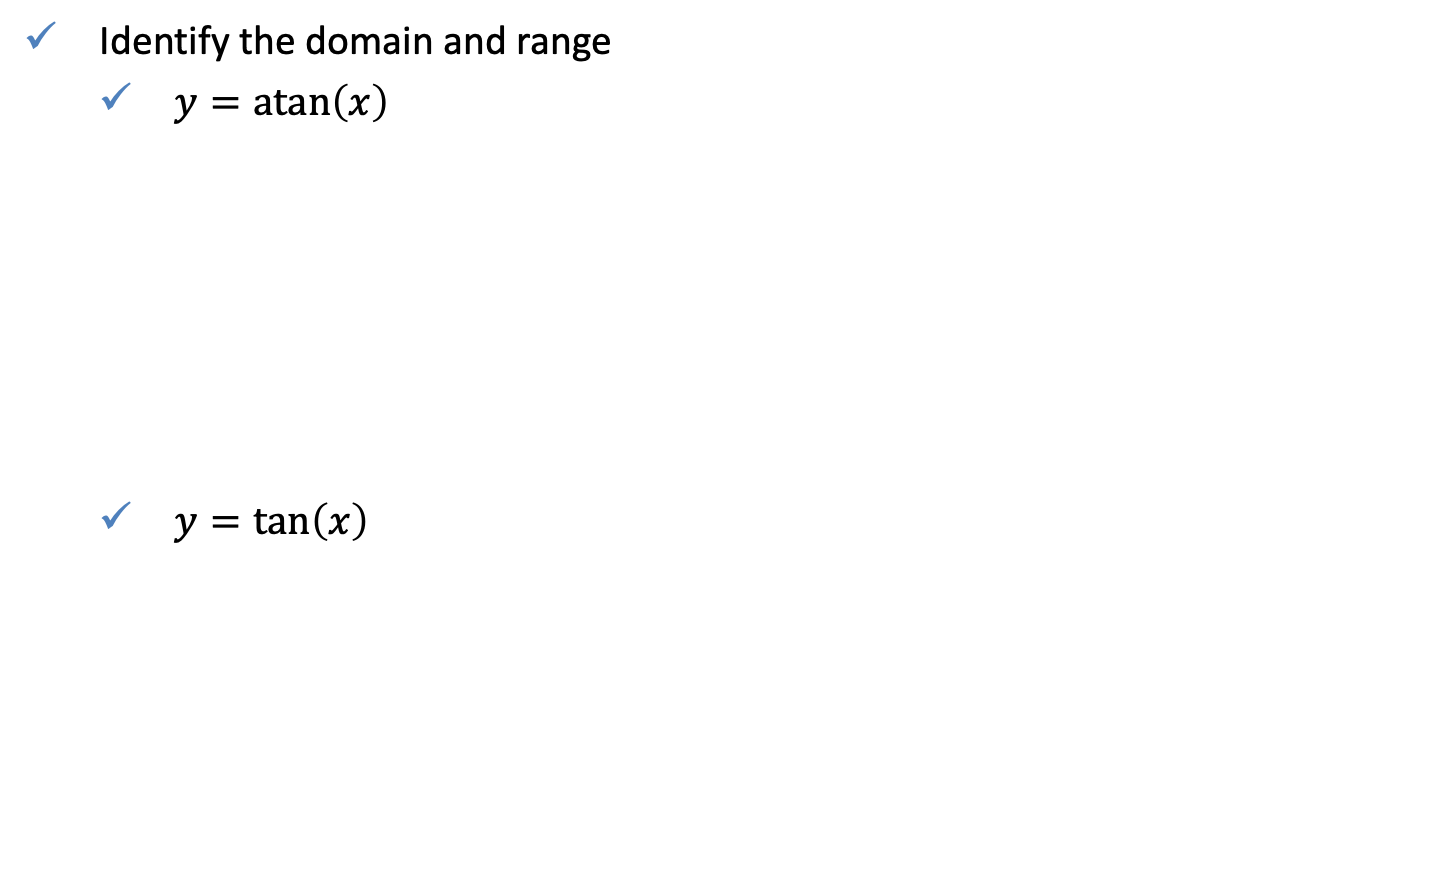 ✓ Identify the domain and range
✓ y = atan(x)
✓ y = tan(x)